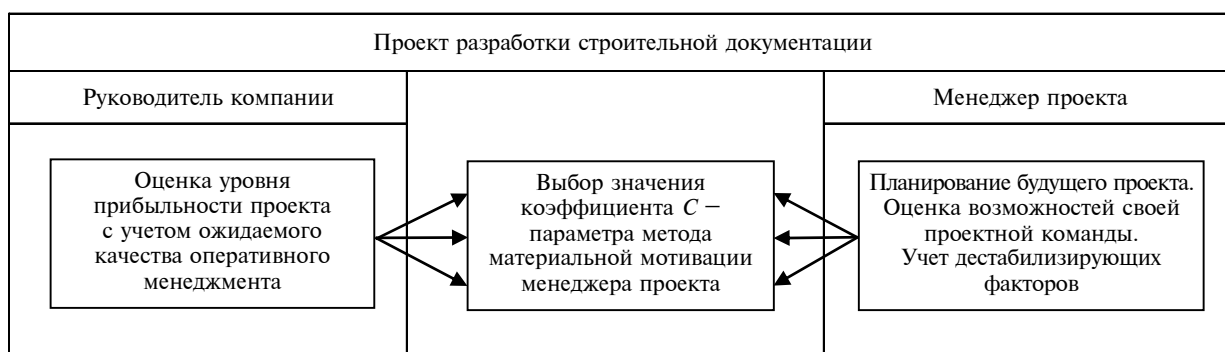 Проект разработки строительной документации
Руководитель компании
Менеджер проекта
Оценка уровня
прибыльности проекта
с учетом ожидаемого
качества оперативного
менеджмента
Выбор значения
коэффициента C –
параметра метода
материальной мотивации
менеджера проекта
Планирование будущего проекта.
Оценка возможностей своей
проектной команды.
Учет дестабилизирующих
факторов